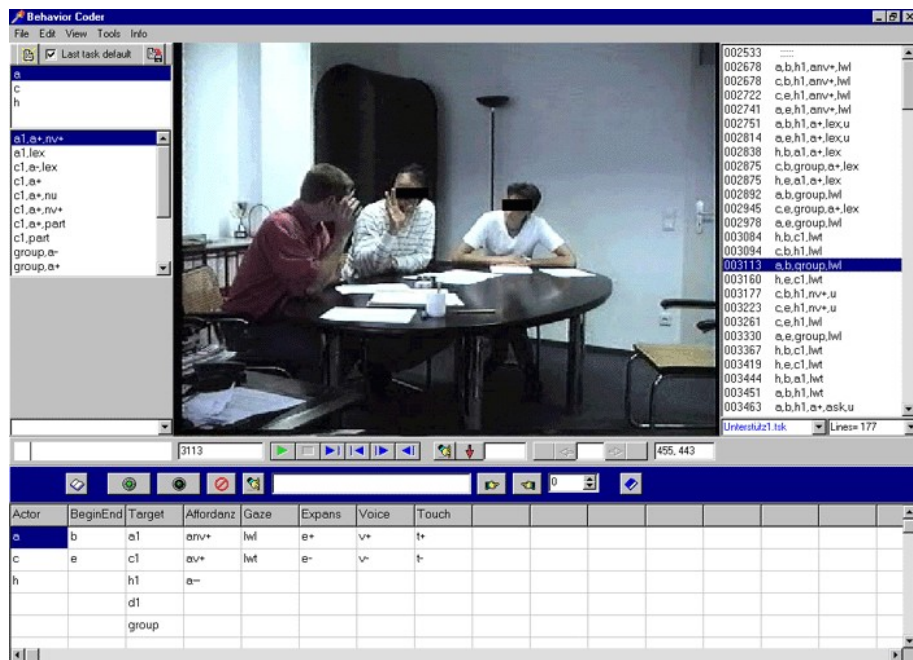 Behavior Coder
File Edit View Tools Info
Last task default
a
c
h
a1,a+,nv+
a1,lex
c1,a-,lex
c1,a+
c1,a+,nu
c1,a+,nv+
c1,a+,part
c1,part
group,a-
group,a+
002533 :::::
002678 a,b,h1,anv+,lwl
002678 c,b,h1,anv+,lwl
002722 c,e,h1,anv+,lwl
002741 a,e,h1,anv+,lwl
002751 a,b,h1,a+,lex,u
002814 a,e,h1,a+,lex,u
002838 h,b,a1,a+,lex
002875 c,b,group,a+,lex
002875 h,e,a1,a+,lex
002892 a,b,group,lwl
002945 c,e,group,a+,lex
002978 a,e,group,lwl
003084 h,b,c1,lwt
003094 c,b,h1,lwl
003113 a,b,group,lwl
003160 h,e,c1,lwt
003177 c,b,h1,nv+,u
003223 c,e,h1,nv+,u
003261 c,e,h1,lwl
003330 a,e,group,lwl
003367 h,b,c1,lwt
003419 h,e,c1,lwt
003444 h,b,a1,lwt
003451 a,b,h1,lwt
003463 a,b,h1,a+,ask,u
Unterstütz1.tsk Lines= 177
3113 455, 443
0
Actor BeginEnd Target Affordanz Gaze Expans Voice Touch
a b a1 anv+ lwl e+ v+ t+
c e c1 av+ lwt e- v- t-
h h1 a--
d1
group